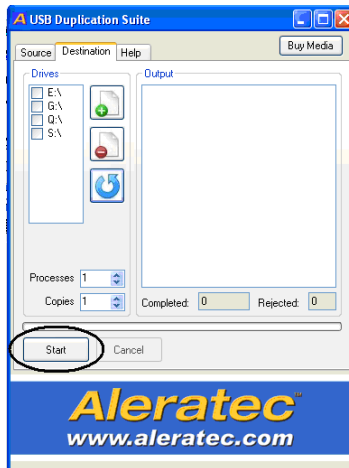 A USB Duplication Suite
Source Destination Help Buy Media
Drives Output
E:\
G:\
Q:\
S:\
Processes 1
Copies 1 Completed: 0 Rejected: 0
Start Cancel
Aleratec™
www.aleratec.com